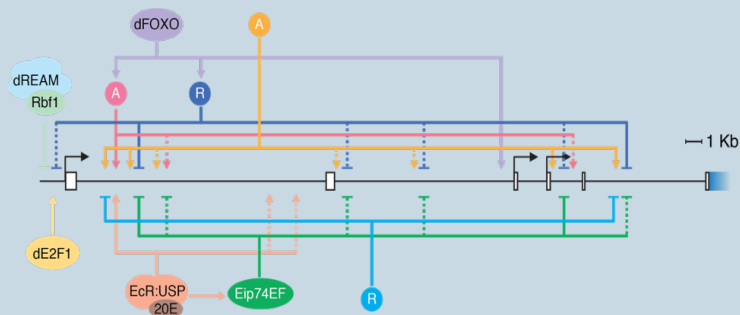 dFOXO
A
dREAM
Rbf1
A
R
1 Kb
dE2F1
EcR:USP
20E
Eip74EF
R